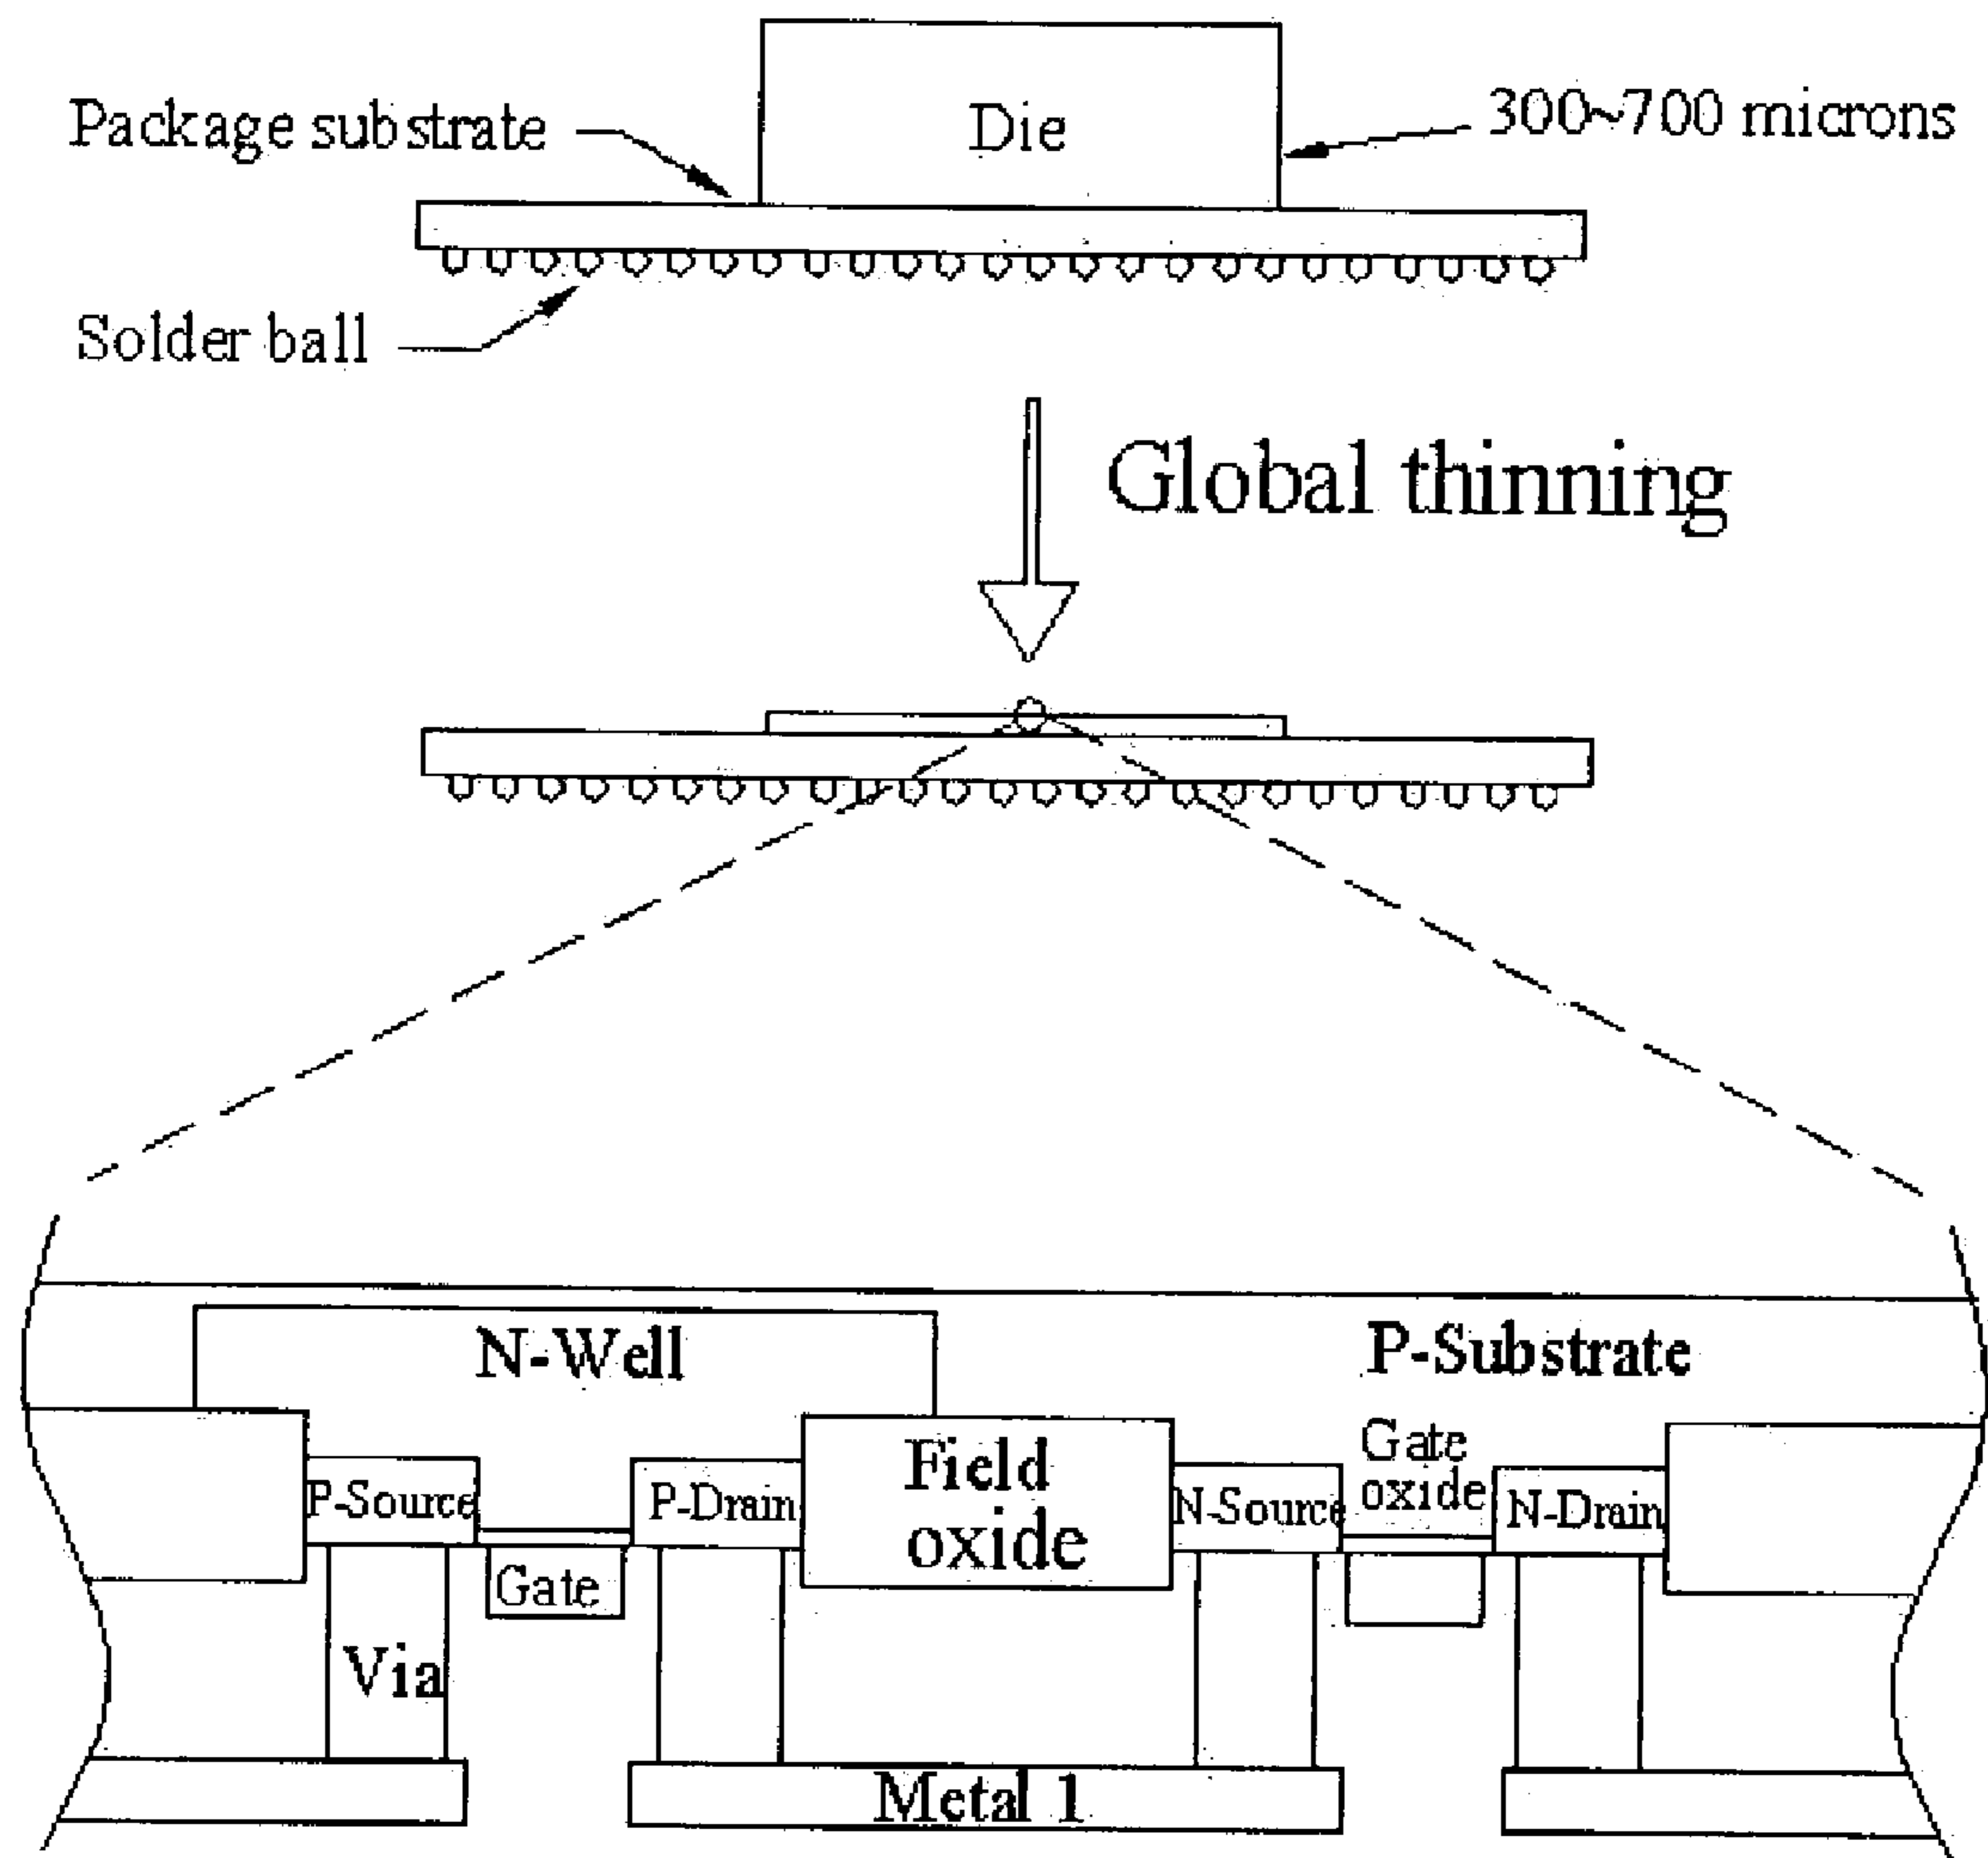 Die
300~700 microns
Package substrate
Solder ball
Global thinning
N-Well
P-Substrate
Field
oxide
Gate
oxide
P-Source
P-Drain
N-Source
N-Drain
Gate
Via
Metal 1